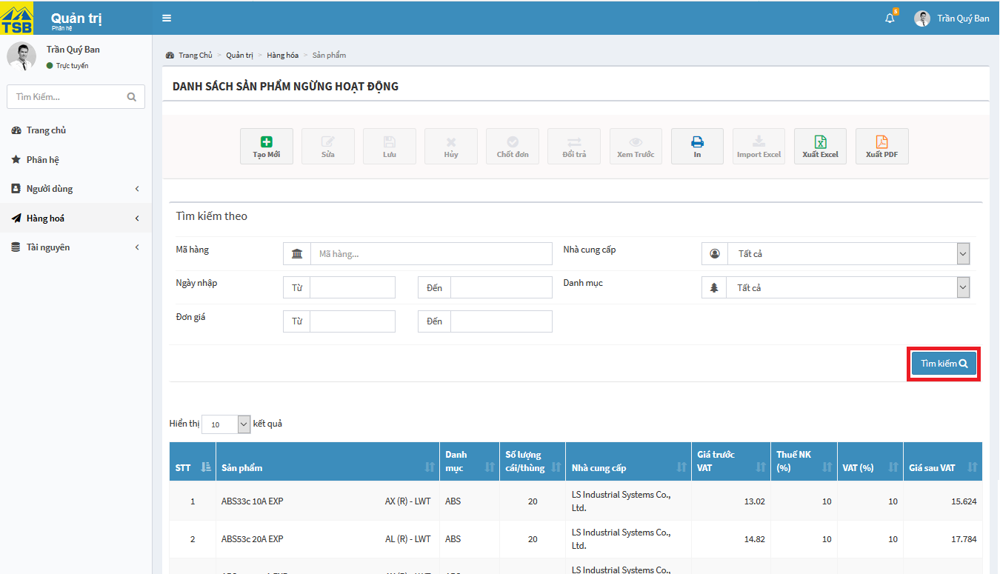 TSB
Quản trị
Phân hệ
5
Trần Quý Ban
Trần Quý Ban
Trực tuyến
Tìm Kiếm...
Trang chủ
Phân hệ
Người dùng
Hàng hoá
Tài nguyên
Trang Chủ > Quản trị > Hàng hóa > Sản phẩm
DANH SÁCH SẢN PHẨM NGỪNG HOẠT ĐỘNG
Tạo Mới Sửa Lưu Hủy Chốt đơn Đổi trả Xem Trước In Import Excel Xuất Excel Xuất PDF
Tìm kiếm theo
Mã hàng Mã hàng... Nhà cung cấp Tất cả
Ngày nhập Từ Đến Danh mục Tất cả
Đơn giá Từ Đến
Tìm kiếm
Hiển thị 10 kết quả
STT Sản phẩm Danh mục Số lượng cái/thùng Nhà cung cấp Giá trước VAT Thuế NK (%) VAT (%) Giá sau VAT
1 ABS33c 10A EXP AX (R) - LWT ABS 20 LS Industrial Systems Co., Ltd. 13.02 10 10 15.624
2 ABS53c 20A EXP AL (R) - LWT ABS 20 LS Industrial Systems Co., Ltd. 14.82 10 10 17.784
LS Industrial Systems Co.,